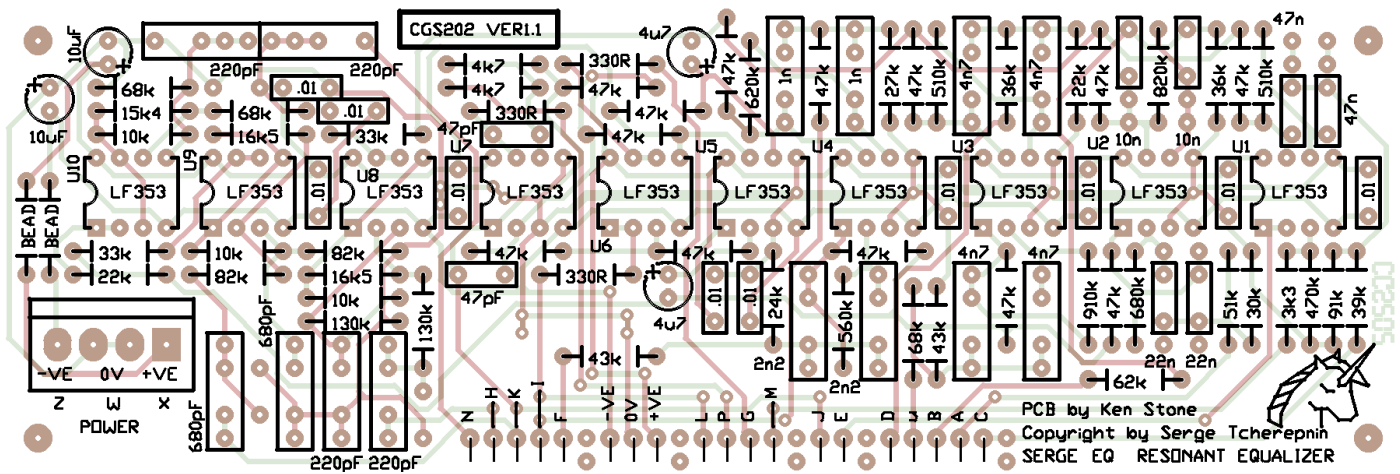 CGS202 VER1.1
10uF
220pF
220pF
4k7
330R
4u7
47k
620k
1n
47k
1n
27k
47k
510k
4n7
36k
4n7
22k
47k
820k
36k
47k
510k
47n
47n
68k
.01
4k7
47k
15k4
68k
.01
330R
47k
10uF
10k
16k5
33k
47pF
47k
10n
10n
U10
U9
U8
U7
U5
U4
U3
U2
U1
LF353
LF353
.01
LF353
.01
LF353
LF353
LF353
LF353
.01
LF353
.01
LF353
.01
LF353
.01
U6
BEAD
BEAD
33k
10k
82k
47k
47k
47k
4n7
4n7
22k
82k
16k5
47pF
330R
10k
130k
130k
680pF
4u7
.01
.01
24k
2n2
560k
2n2
68k
43k
47k
910k
47k
680k
22n
22n
51k
30k
3k3
470k
91k
39k
43k
62k
-VE 0V +VE
Z W X
POWER
680pF
220pF
220pF
N
H
K
I
F
-VE
0V
+VE
L
P
G
M
J
E
D
W
B
A
C
CGS202
PCB by Ken Stone
Copyright by Serge Tcherepnin
SERGE EQ RESONANT EQUALIZER